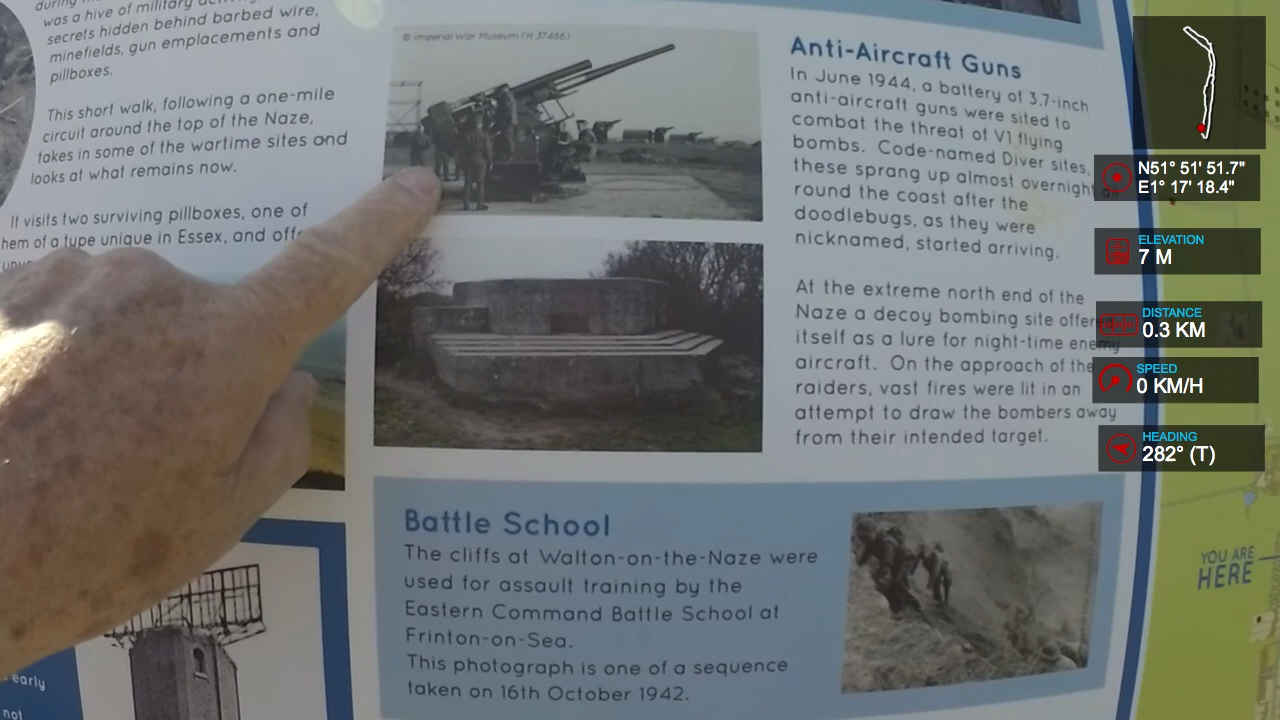 was a hive of military
secrets hidden behind barbed wire,
minefields, gun emplacements and
pillboxes.
This short walk, following a one-mile
circuit around the top of the Naze,
takes in some of the wartime sites and
looks at what remains now.
It visits two surviving pillboxes, one of
hem of a type unique in Essex, and
© Imperial War Museum (H 37486)
Anti-Aircraft Guns
In June 1944, a battery of 3.7-inch
anti-aircraft guns were sited to
combat the threat of V1 flying
bombs. Code-named Diver sites,
these sprang up almost overnight all
round the coast after the
doodlebugs, as they were
nicknamed, started arriving.
At the extreme north end of the
Naze a decoy bombing site offered
itself as a lure for night-time enemy
aircraft. On the approach of the
raiders, vast fires were lit in an
attempt to draw the bombers away
from their intended target.
Battle School
The cliffs at Walton-on-the-Naze were
used for assault training by the
Eastern Command Battle School at
Frinton-on-Sea.
This photograph is one of a sequence
taken on 16th October 1942.
early
not
YOU ARE
HERE
N51° 51' 51.7"
E1° 17' 18.4"
ELEVATION
7 M
DISTANCE
0.3 KM
SPEED
0 KM/H
HEADING
282° (T)